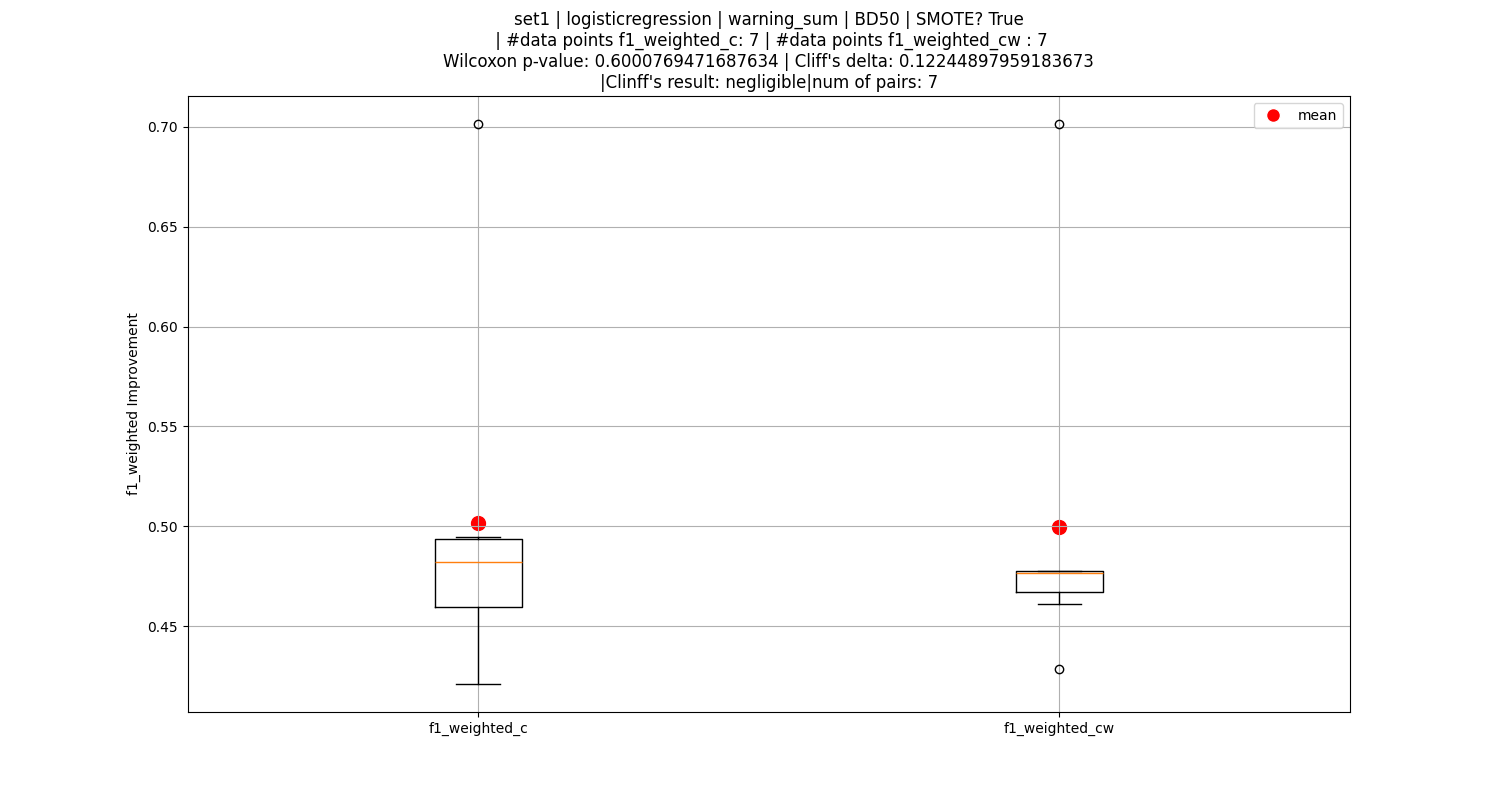 set1 | logisticregression | warning_sum | BD50 | SMOTE? True
| #data points f1_weighted_c: 7 | #data points f1_weighted_cw : 7
Wilcoxon p-value: 0.6000769471687634 | Cliff's delta: 0.12244897959183673
|Clinff's result: negligible|num of pairs: 7
mean
0.70
0.65
0.60
0.55
0.50
0.45
f1_weighted Improvement
f1_weighted_c
f1_weighted_cw